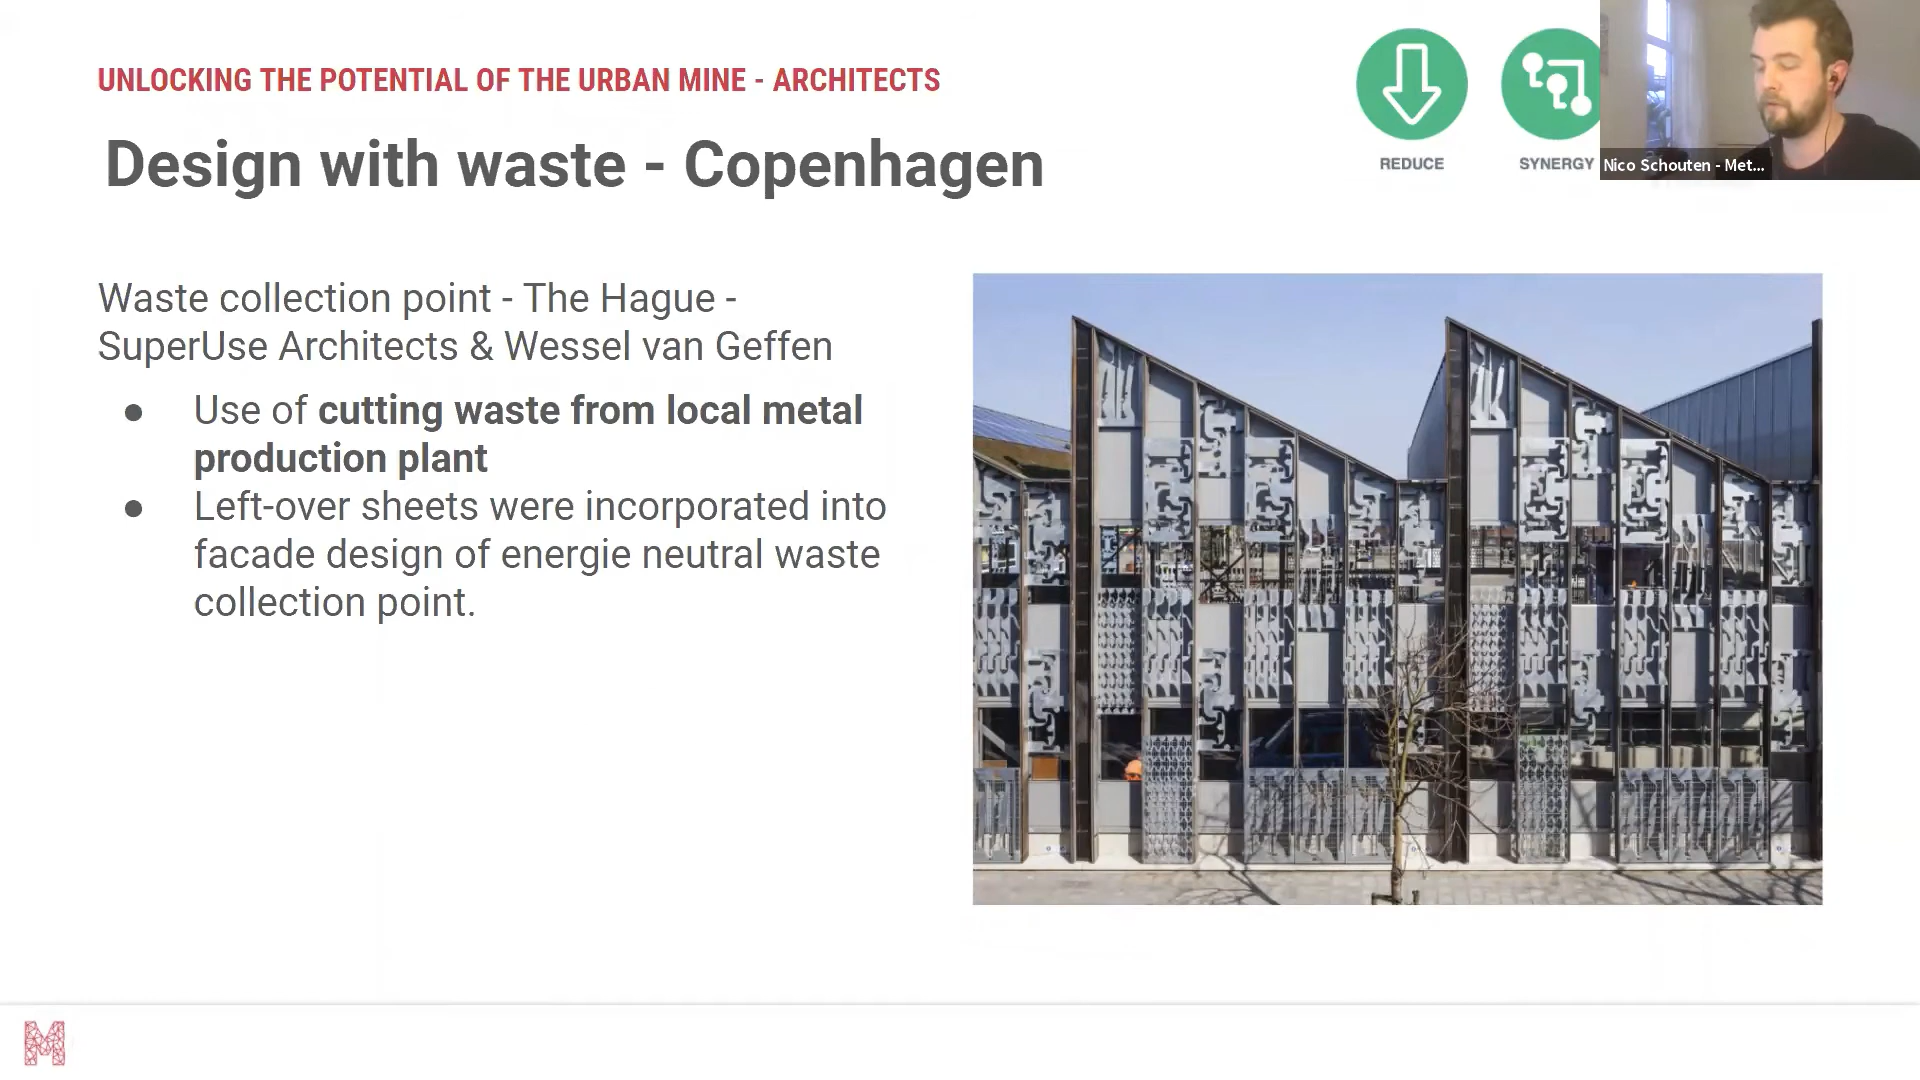 UNLOCKING THE POTENTIAL OF THE URBAN MINE - ARCHITECTS
Design with waste - Copenhagen
REDUCE
SYNERGY
Nico Schouten - Met...
Waste collection point - The Hague -
SuperUse Architects & Wessel van Geffen
● Use of cutting waste from local metal
production plant
● Left-over sheets were incorporated into
facade design of energie neutral waste
collection point.
M